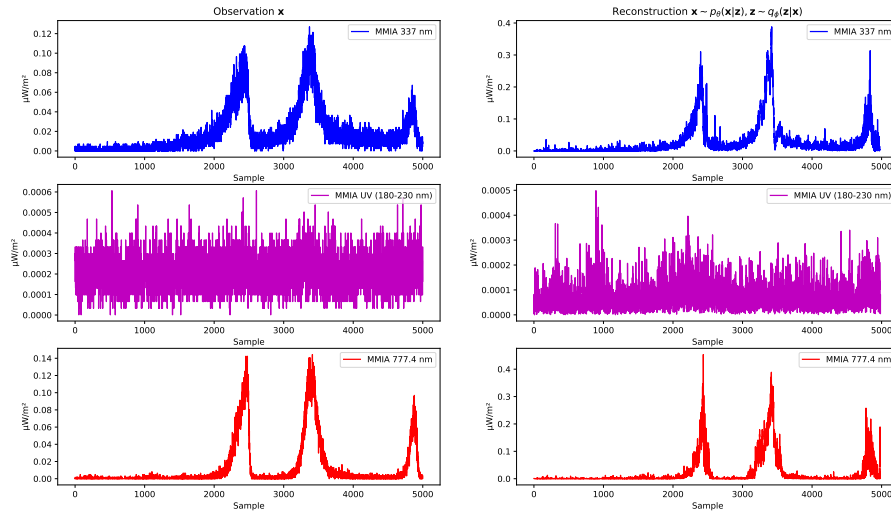 Observation x
MMIA 337 nm
0.12
0.10
0.08
0.06
0.04
0.02
0.00
µW/m²
0 1000 2000 3000 4000 5000
Sample
MMIA UV (180-230 nm)
0.0006
0.0005
0.0004
0.0003
0.0002
0.0001
0.0000
µW/m²
0 1000 2000 3000 4000 5000
Sample
MMIA 777.4 nm
0.14
0.12
0.10
0.08
0.06
0.04
0.02
0.00
µW/m²
0 1000 2000 3000 4000 5000
Sample
Reconstruction x ~ pθ(x|z), z ~ qϕ(z|x)
MMIA 337 nm
0.4
0.3
0.2
0.1
0.0
µW/m²
0 1000 2000 3000 4000 5000
Sample
MMIA UV (180-230 nm)
0.0005
0.0004
0.0003
0.0002
0.0001
0.0000
µW/m²
0 1000 2000 3000 4000 5000
Sample
MMIA 777.4 nm
0.4
0.3
0.2
0.1
0.0
µW/m²
0 1000 2000 3000 4000 5000
Sample